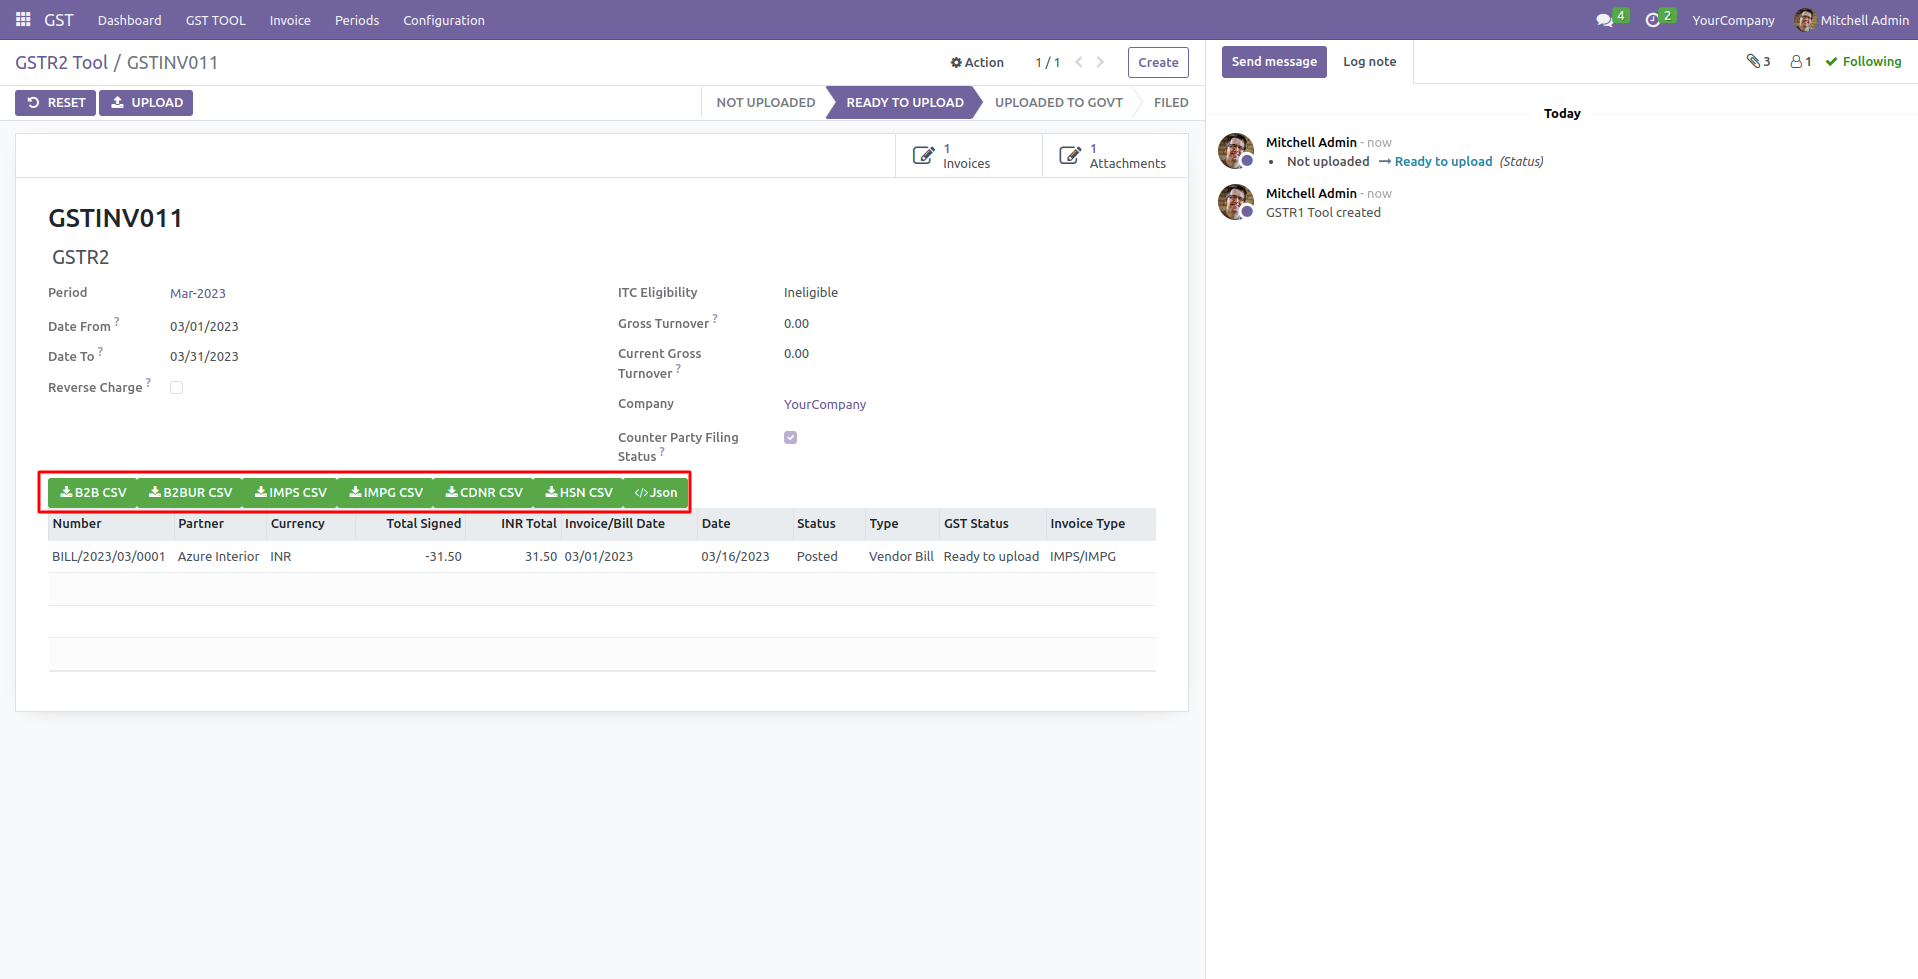 GST Dashboard GST TOOL Invoice Periods Configuration 4 2 YourCompany Mitchell Admin
GSTR2 Tool / GSTINV011 Action 1 / 1 Create Send message Log note 3 1 Following
RESET UPLOAD NOT UPLOADED READY TO UPLOAD UPLOADED TO GOVT FILED
1 Invoices
1 Attachments
GSTINV011
GSTR2
Period Mar-2023
Date From ? 03/01/2023
Date To ? 03/31/2023
Reverse Charge ?
ITC Eligibility Ineligible
Gross Turnover ? 0.00
Current Gross 0.00
Turnover ?
Company YourCompany
Counter Party Filing
Status ?
B2B CSV B2BUR CSV IMPS CSV IMPG CSV CDNR CSV HSN CSV </>Json
Number Partner Currency Total Signed INR Total Invoice/Bill Date Date Status Type GST Status Invoice Type
BILL/2023/03/0001 Azure Interior INR -31.50 31.50 03/01/2023 03/16/2023 Posted Vendor Bill Ready to upload IMPS/IMPG
Today
Mitchell Admin - now
• Not uploaded → Ready to upload (Status)
Mitchell Admin - now
GSTR1 Tool created